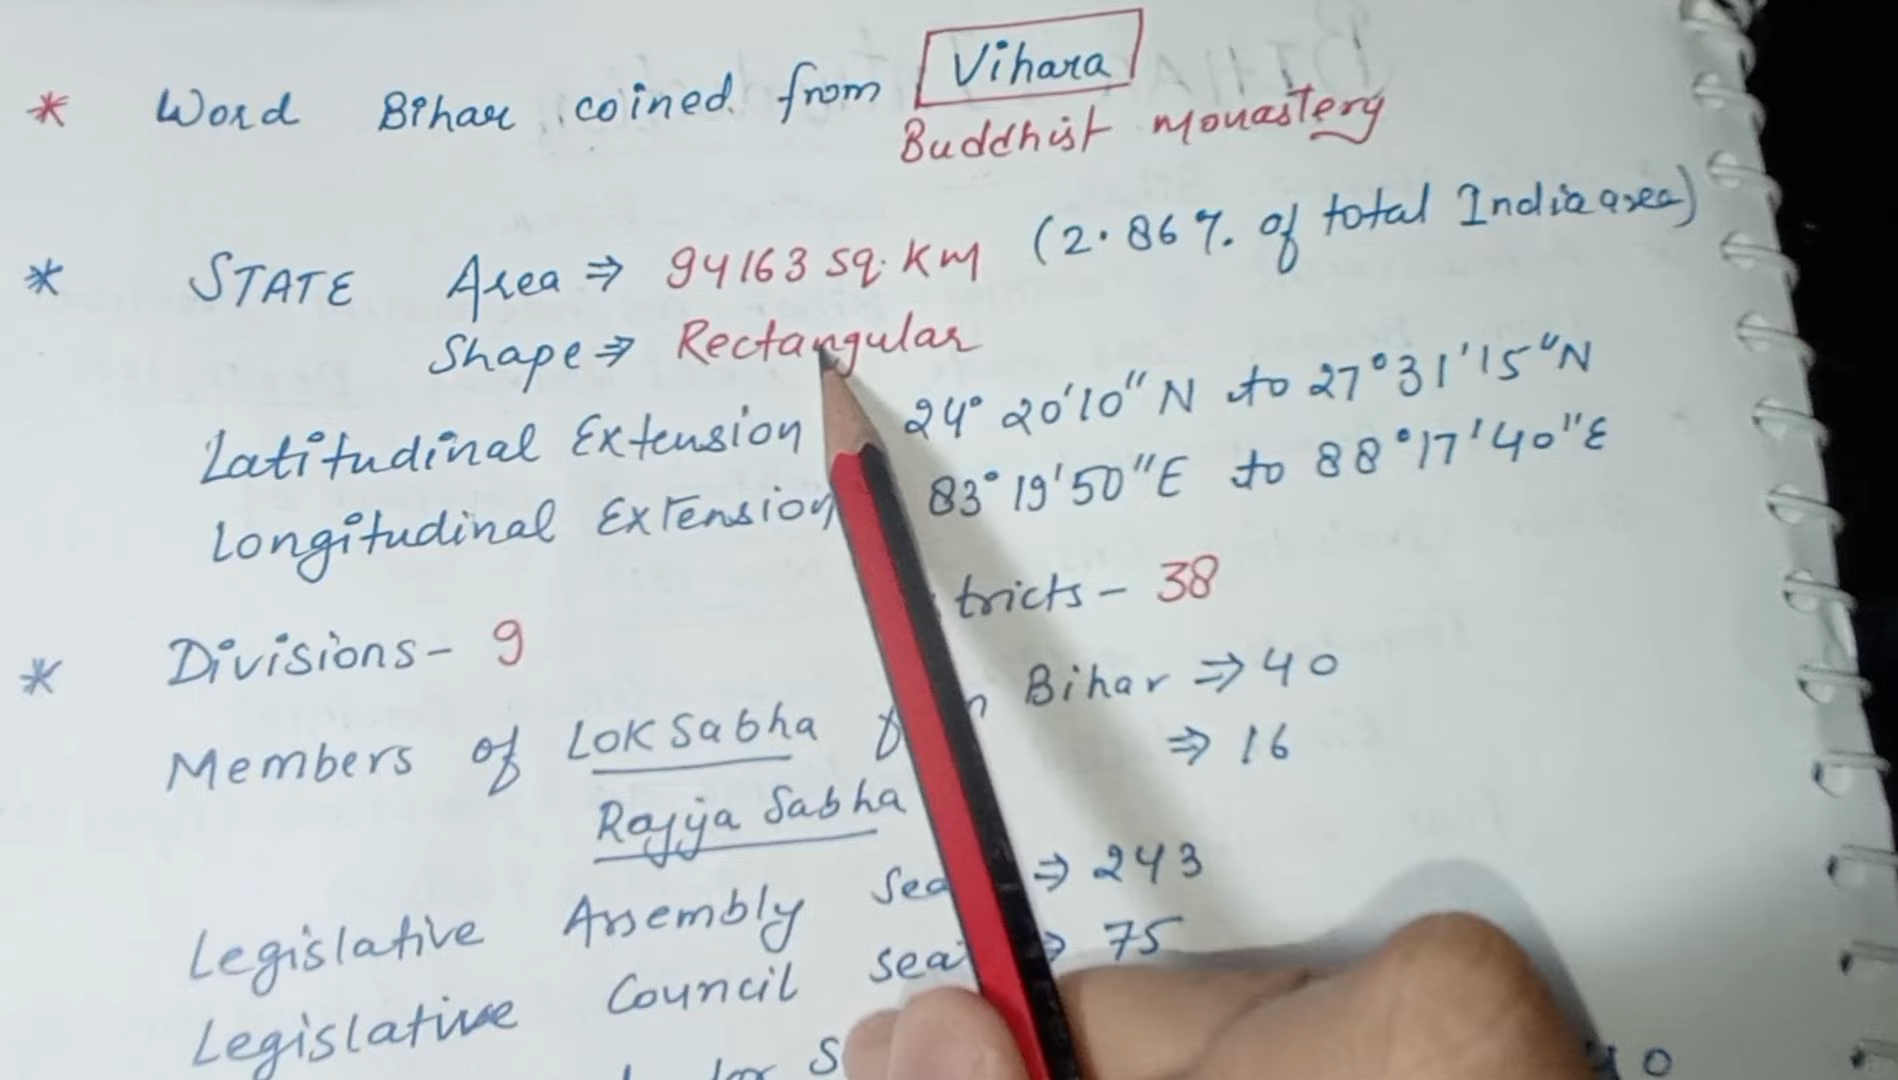 * Word Bihar coined from Vihara
Buddhist monastery
* STATE Area ⇒ 94163 sq. Km (2.86% of total India area)
Shape ⇒ Rectangular
Latitudinal Extension 24° 20'10" N to 27°31'15"N
Longitudinal Extension 83° 19'50"E to 88°17'40"E
* Divisions - 9 tricts - 38
Members of Lok Sabha Bihar ⇒ 40
Rajya Sabha ⇒ 16
Legislative Assembly Sea ⇒ 243
Legislative Council sea ⇒ 75